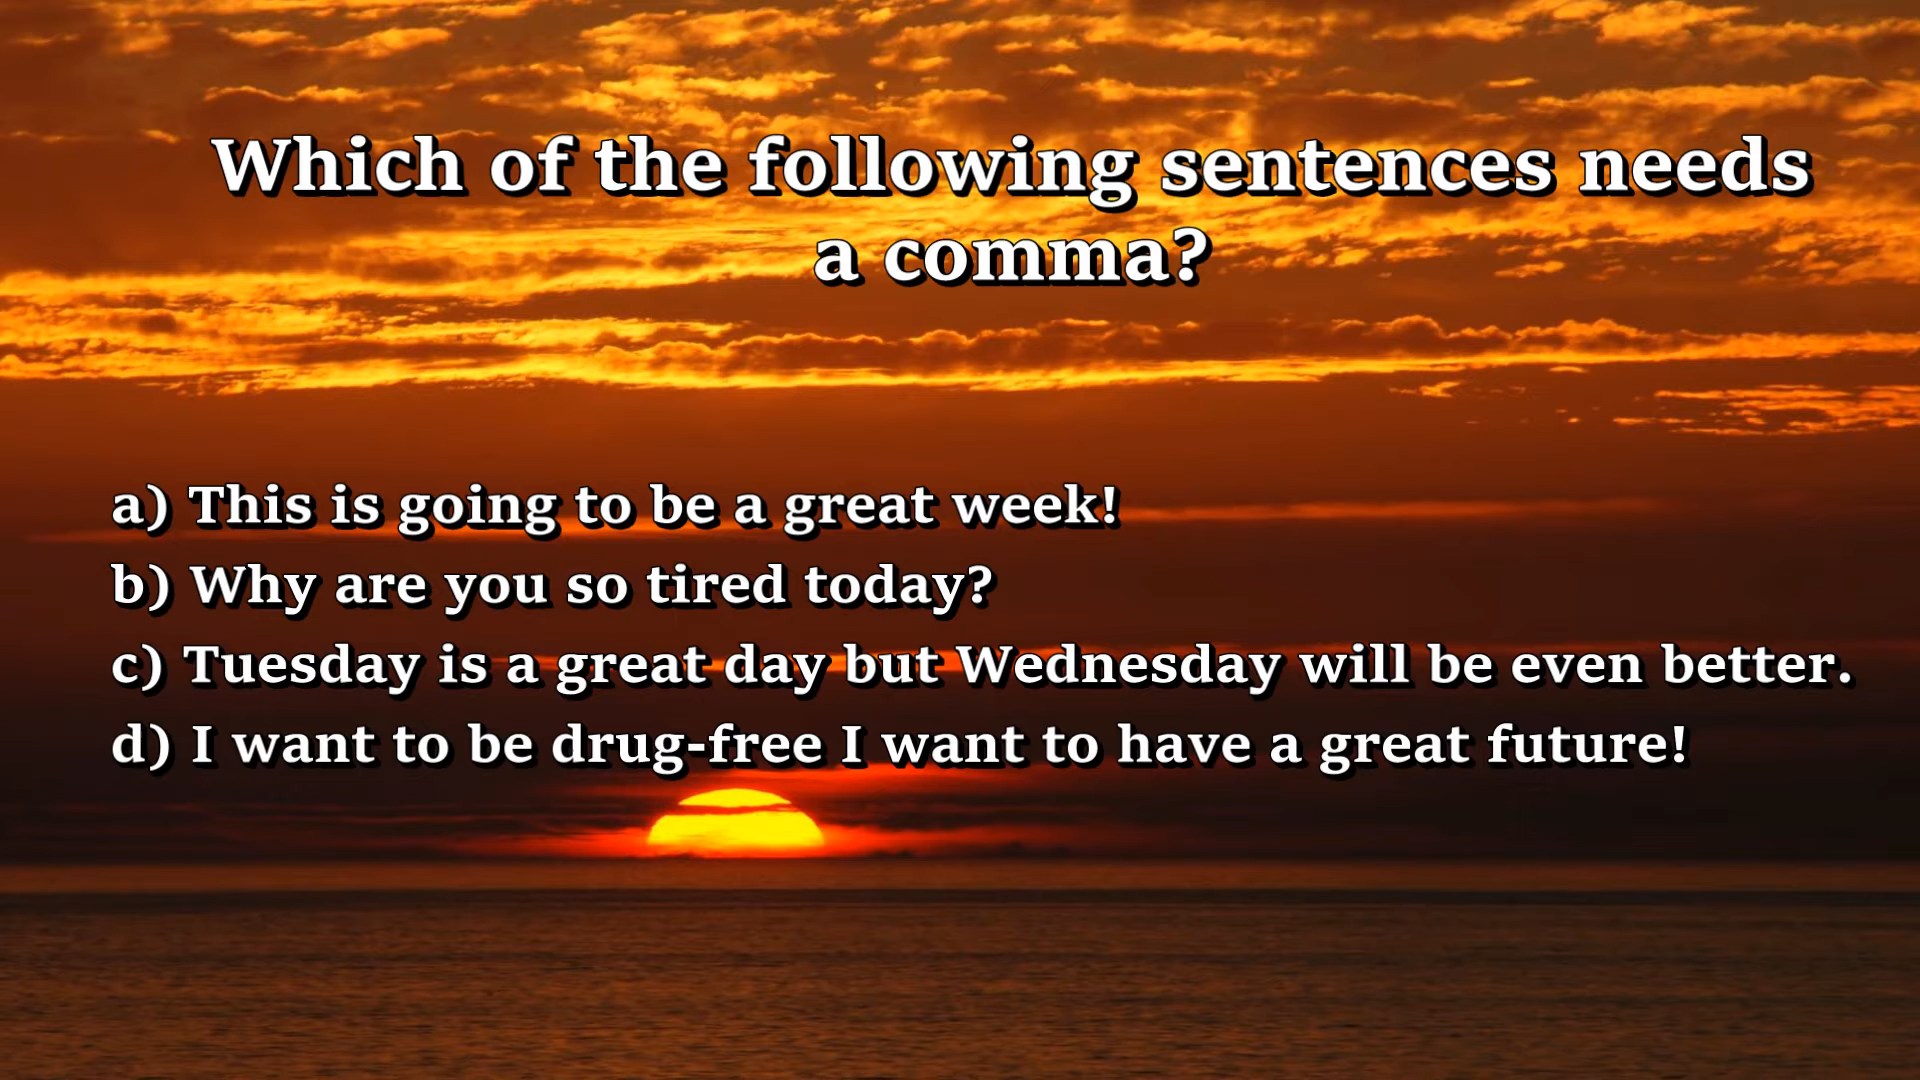 Which of the following sentences needs
a comma?
a) This is going to be a great week!
b) Why are you so tired today?
c) Tuesday is a great day but Wednesday will be even better.
d) I want to be drug-free I want to have a great future!